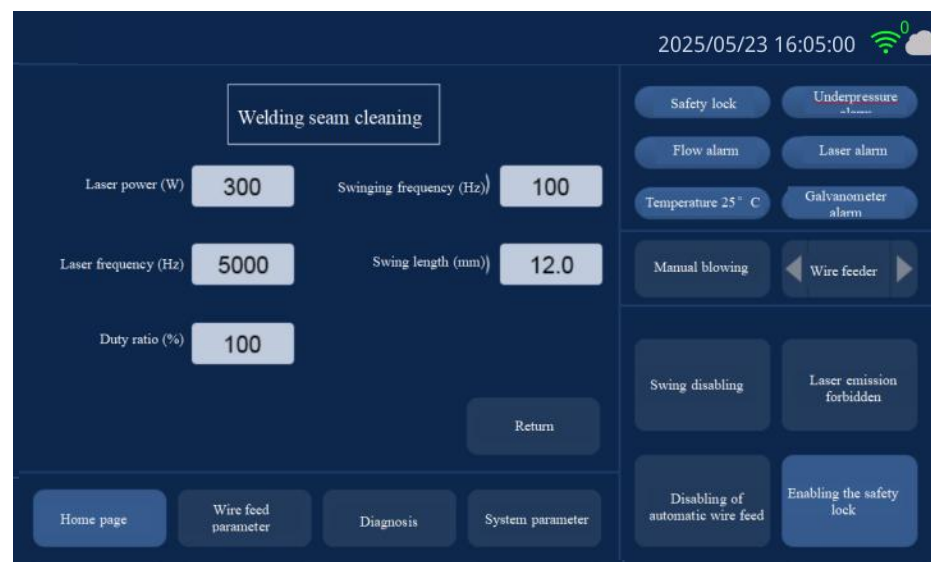 2025/05/23 16:05:00
0
Welding seam cleaning
Laser power (W)
300
Swinging frequency (Hz))
100
Laser frequency (Hz)
5000
Swing length (mm))
12.0
Duty ratio (%)
100
Return
Home page
Wire feed
parameter
Diagnosis
System parameter
Safety lock
Underpressure
alarm
Flow alarm
Laser alarm
Temperature 25° C
Galvanometer
alarm
Manual blowing
Wire feeder
Swing disabling
Laser emission
forbidden
Disabling of
automatic wire feed
Enabling the safety
lock